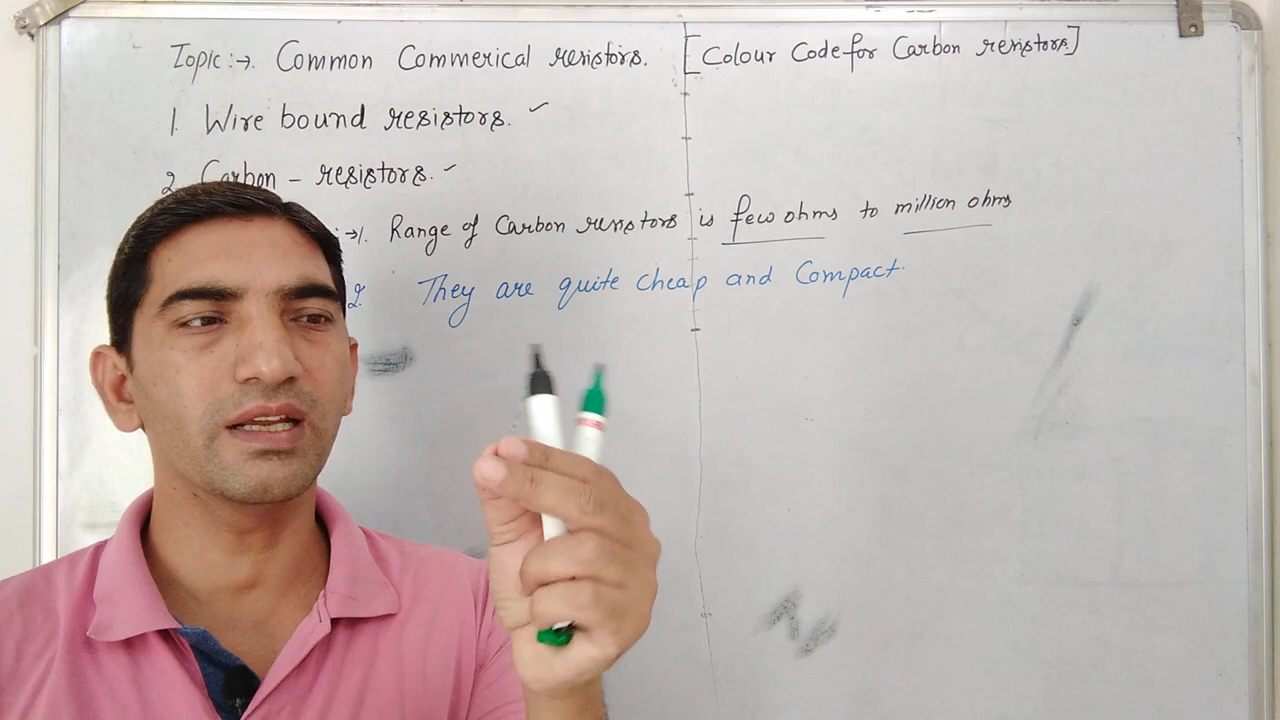 Topic:→. Common Commerical resistors. [Colour Code for Carbon resistors]
1. Wire bound resistors. ✓
2. Carbon - resistors. ✓
:→1. Range of Carbon resistors is few ohms to million ohms
2. They are quite cheap and Compact.